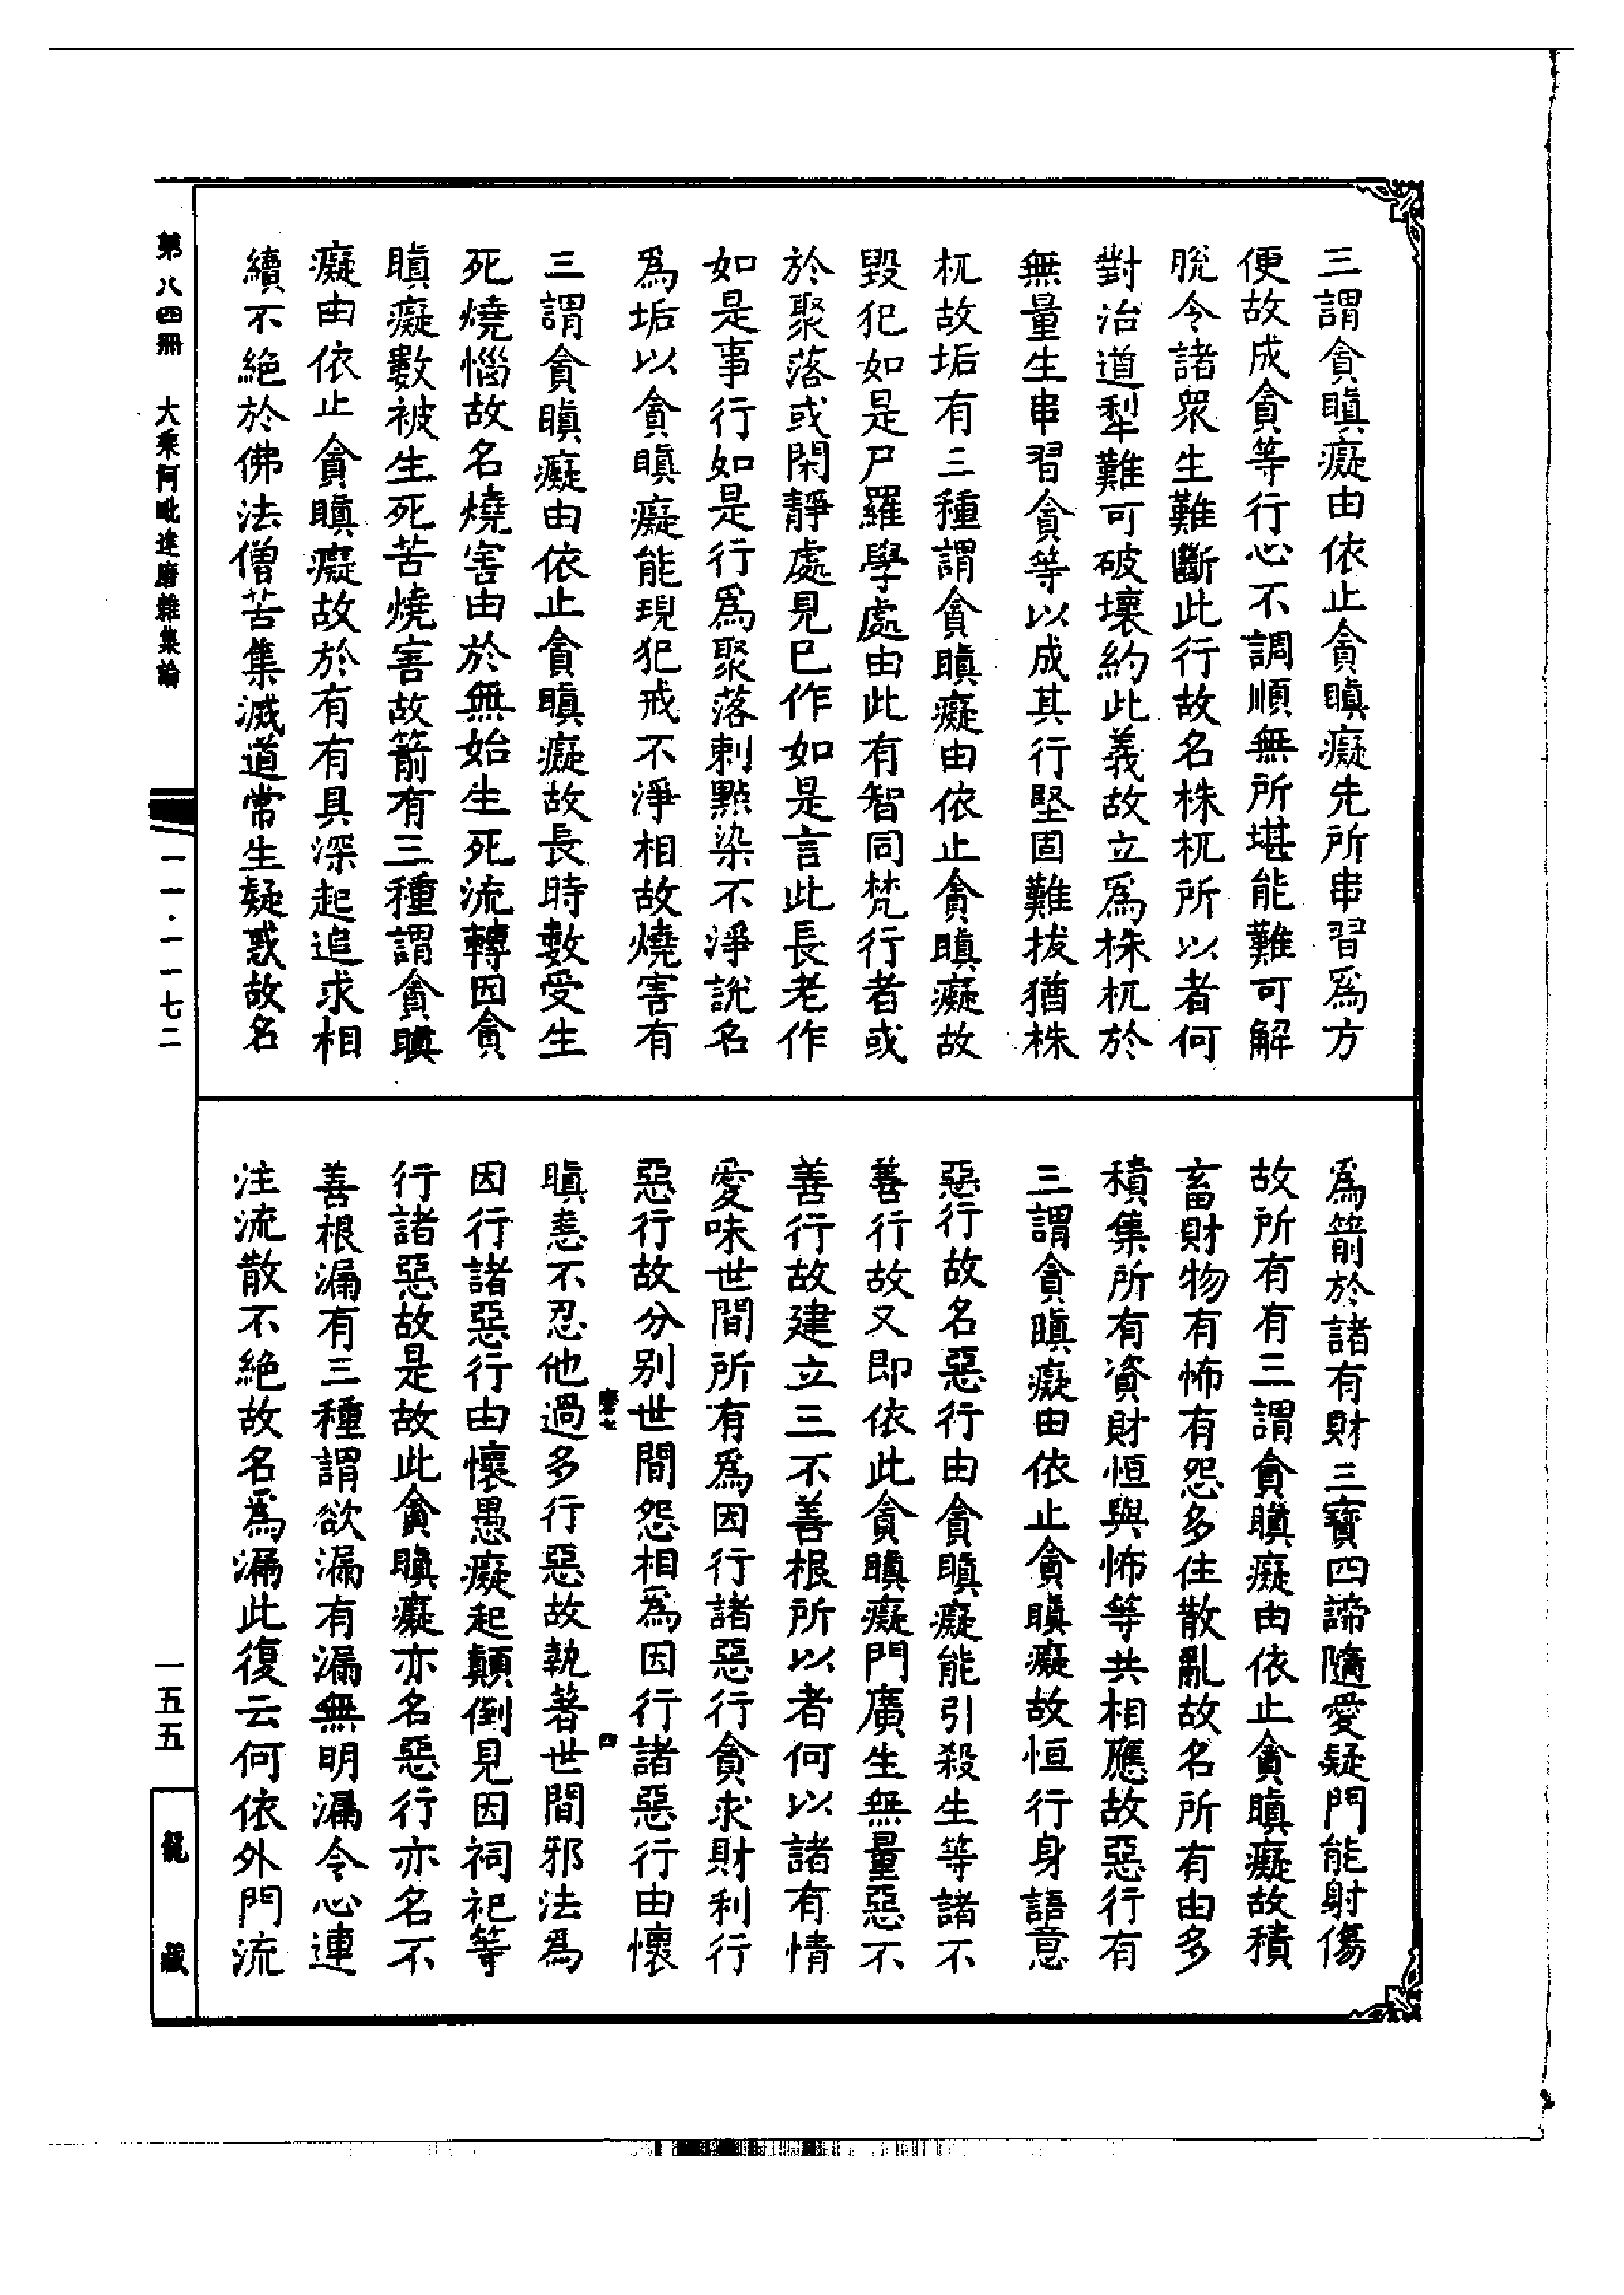 三謂貪瞋癡由依止貪瞋癡先所串習爲方
便故成貪等行心不調順無所堪能難可解
脫令諸衆生難斷此行故名株杌所以者何
對治道犁難可破壞約此義故立爲株杌於
無量生串習貪等以成其行堅固難拔猶株
杌故垢有三種謂貪瞋癡由依止貪瞋癡故
毀犯如是尸羅學處由此有智同梵行者或
於聚落或閑靜處見已作如是言此長老作
如是事行如是行爲聚落刺點染不淨說名
爲垢以貪瞋癡能現犯戒不淨相故燒害有
三謂貪瞋癡由依止貪瞋癡故長時數受生
死燒惱故名燒害由於無始生死流轉因貪
瞋癡數被生死苦燒害故箭有三種謂貪瞋
癡由依止貪瞋癡故於有有具深起追求相
續不絕於佛法僧苦集滅道常生疑惑故名
爲箭於諸有財三寶四諦隨愛疑門能射傷
故所有有三謂貪瞋癡由依止貪瞋癡故積
畜財物有怖有怨多住散亂故名所有由多
積集所有資財恒與怖等共相應故惡行有
三謂貪瞋癡由依止貪瞋癡故恒行身語意
惡行故名惡行由貪瞋癡能引殺生等諸不
善行故又即依此貪瞋癡門廣生無量惡不
善行故建立三不善根所以者何以諸有情
愛味世間所有爲因行諸惡行貪求財利行
惡行故分別世間怨相爲因行諸惡行由懷
瞋恚不忍他過多行惡故執著世間邪法爲
因行諸惡行由懷愚癡起顛倒見因祠祀等
行諸惡故是故此貪瞋癡亦名惡行亦名不
善根漏有三種謂欲漏有漏無明漏令心連
注流散不絕故名爲漏此復云何依外門流
第八四冊 大乘阿毗達磨雜集論
一一·一一七二
一五五
龍藏